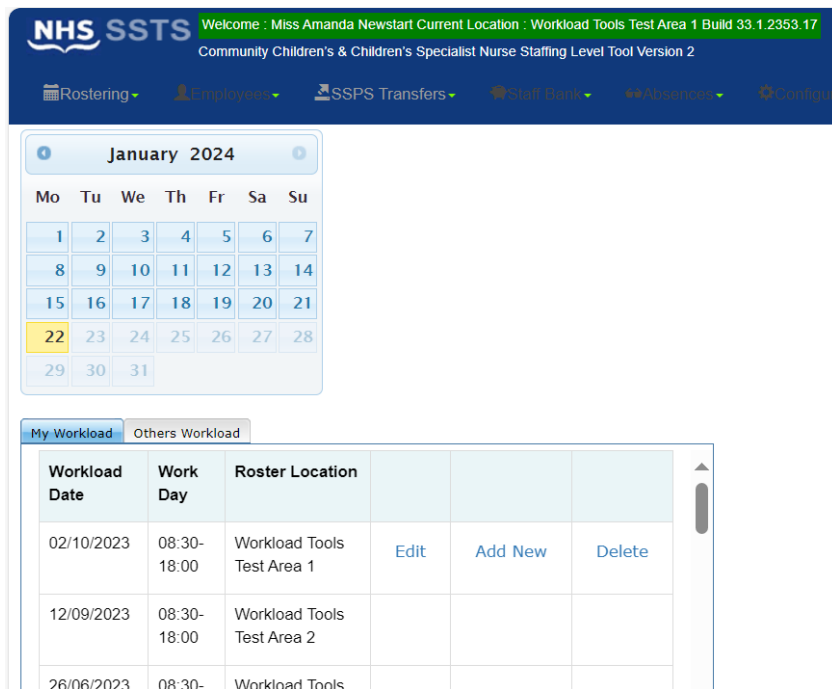 NHS SSTS
Welcome : Miss Amanda Newstart Current Location : Workload Tools Test Area 1 Build 33.1.2353.17
Community Children's & Children's Specialist Nurse Staffing Level Tool Version 2
Rostering Employees SSPS Transfers Staff Bank Absences
January 2024
Mo Tu We Th Fr Sa Su
1 2 3 4 5 6 7
8 9 10 11 12 13 14
15 16 17 18 19 20 21
22 23 24 25 26 27 28
29 30 31
My Workload Others Workload
Workload Work Roster Location
Date Day
02/10/2023 08:30- Workload Tools Edit Add New Delete
18:00 Test Area 1
12/09/2023 08:30- Workload Tools
18:00 Test Area 2
26/06/2023 08:30- Workload Tools